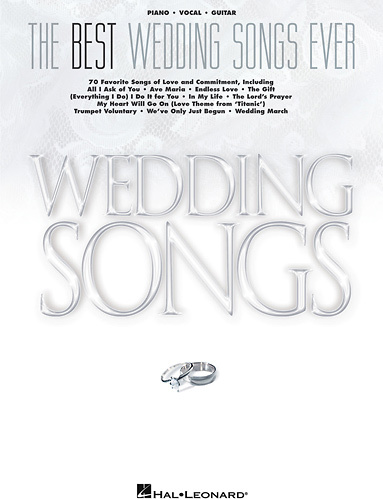 PIANO • VOCAL • GUITAR
THE BEST WEDDING SONGS EVER
70 Favorite Songs of Love and Commitment, Including
All I Ask of You • Ave Maria • Endless Love • The Gift
(Everything I Do) I Do It for You • In My Life • The Lord's Prayer
My Heart Will Go On (Love Theme from 'Titanic')
Trumpet Voluntary • We've Only Just Begun • Wedding March
WEDDING
SONGS
HAL•LEONARD®